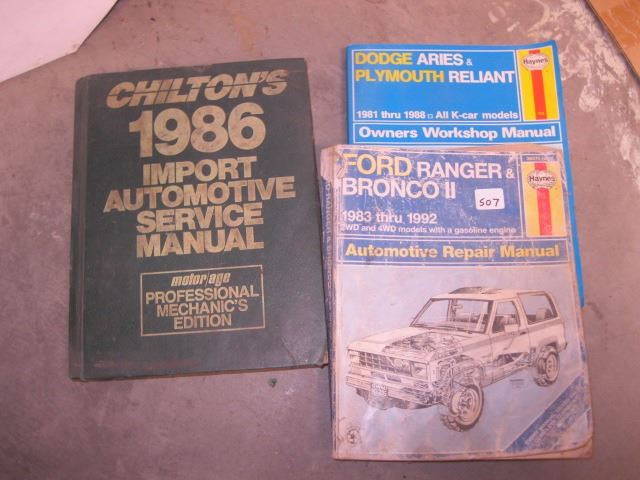 CHILTON'S
1986
IMPORT
AUTOMOTIVE
SERVICE
MANUAL
motor/age
PROFESSIONAL
MECHANIC'S
EDITION
DODGE ARIES &
PLYMOUTH RELIANT
Haynes
1981 thru 1988 □ All K-car models
Owners Workshop Manual
FORD RANGER &
BRONCO II
S07
Haynes
1983 thru 1992
2WD and 4WD models with a gasoline engine
Automotive Repair Manual